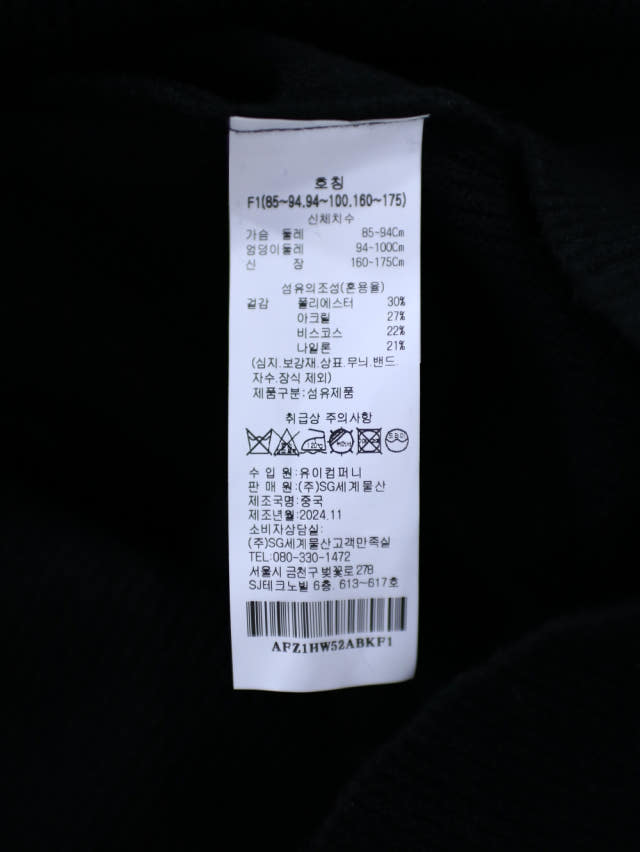 호칭
F1(85~94,94~100,160~175)
신체치수
가슴 둘레 85~94Cm
엉덩이둘레 94~100Cm
신 장 160~175Cm
섬유의조성(혼용율)
겉감 폴리에스터 30%
아크릴 27%
비스코스 22%
나일론 21%
(심지.보강재.상표.무늬.밴드.
자수.장식 제외)
제품구분:섬유제품
취급상 주의사항
120℃
수 입 원:유이컴퍼니
판 매 원:(주)SG세계물산
제조국명:중국
제조년월:2024.11
소비자상담실:
(주)SG세계물산고객만족실
TEL:080-330-1472
서울시 금천구 벚꽃로 278
SJ테크노빌 6층, 613~617호
AFZ1HW52ABKF1